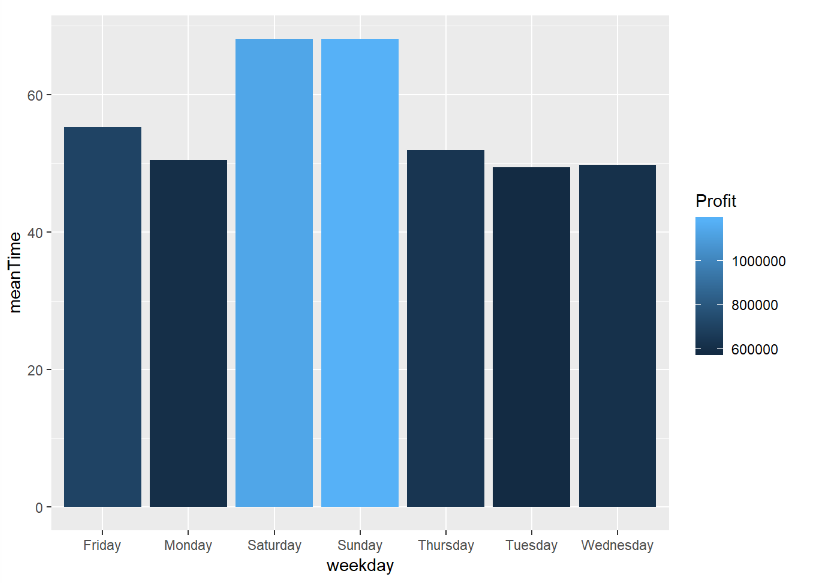 60
40
20
0
meanTime
Friday Monday Saturday Sunday Thursday Tuesday Wednesday
weekday
Profit
1000000
800000
600000